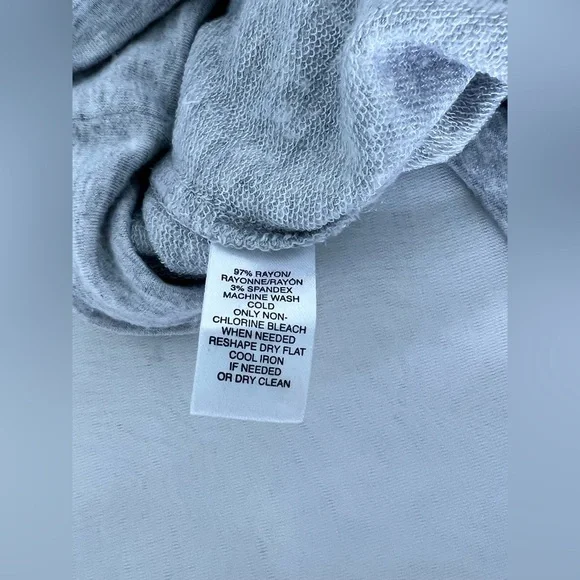 97% RAYON/
RAYONNE/RAYÓN
3% SPANDEX
MACHINE WASH
COLD
ONLY NON-
CHLORINE BLEACH
WHEN NEEDED
RESHAPE DRY FLAT
COOL IRON
IF NEEDED
OR DRY CLEAN